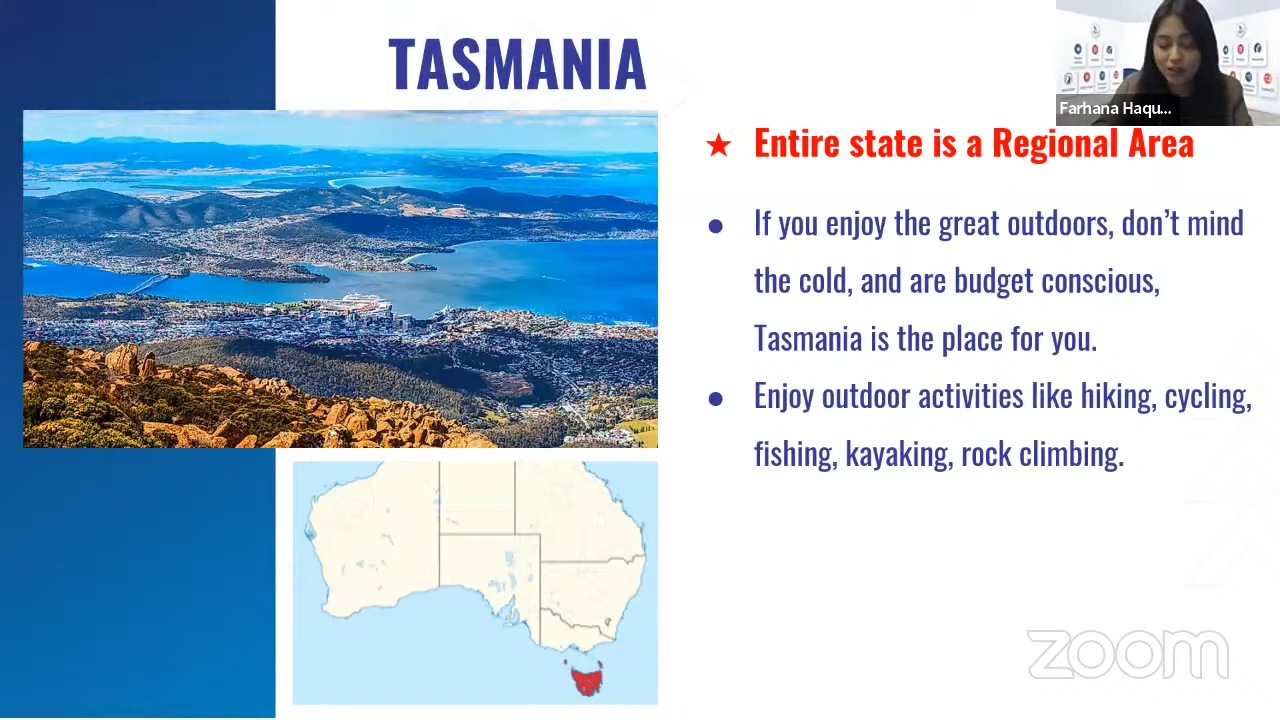 TASMANIA
Farhana Haqu...
★ Entire state is a Regional Area
● If you enjoy the great outdoors, don’t mind
the cold, and are budget conscious,
Tasmania is the place for you.
● Enjoy outdoor activities like hiking, cycling,
fishing, kayaking, rock climbing.
zoom